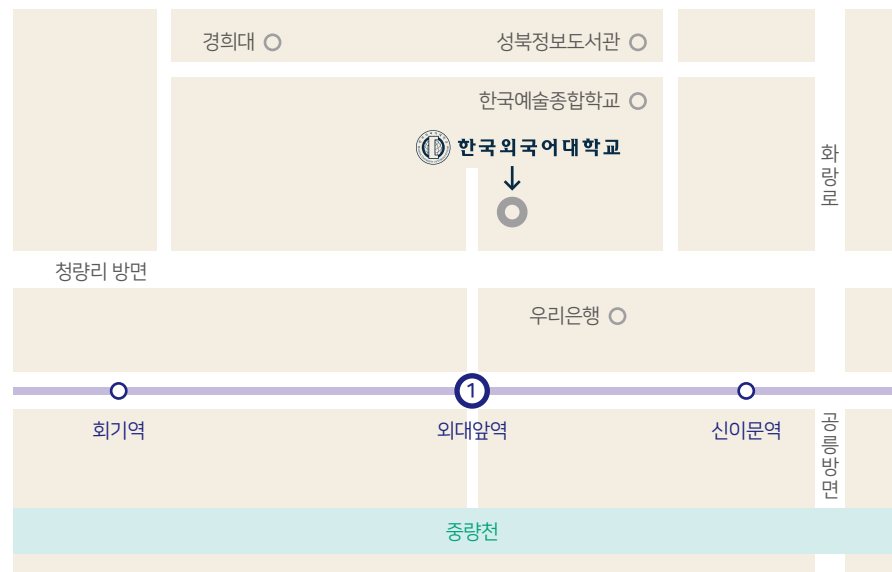 경희대
성북정보도서관
한국예술종합학교
한국외국어대학교
화랑로
청량리 방면
우리은행
1
회기역
외대앞역
신이문역
공릉방면
중량천